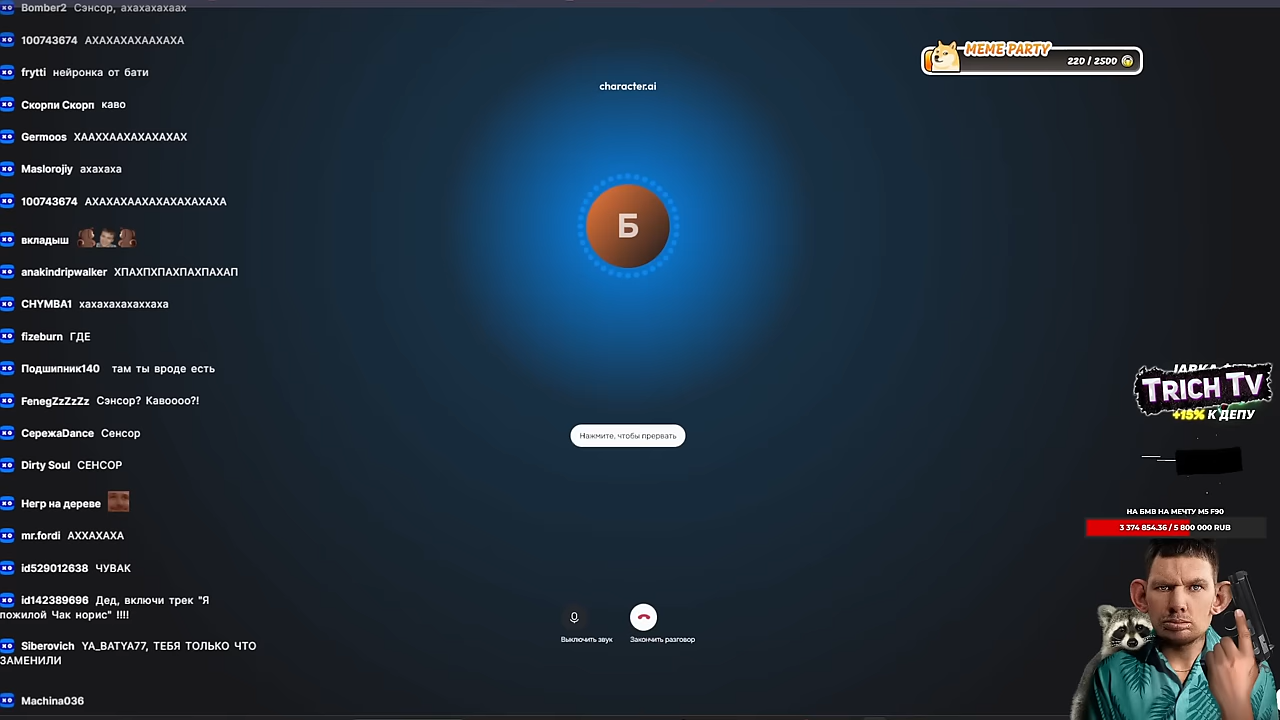 Bomber2 Сэнсор, ахахахахаах
100743674 АХАХАХАХААХАХА
frytti нейронка от бати
Скорпи Скорп каво
Germoos ХААХХААХАХАХАХАХ
Maslorojiy ахахаха
100743674 АХАХАХААХАХАХАХАХАХА
вкладыш
anakindripwalker ХПАХПХПАХПАХПАХАП
CHYMBA1 хахахахахаххаха
fizeburn ГДЕ
Подшипник140 там ты вроде есть
FenegZzZzZz Сэнсор? Кавоооо?!
СережаDance Сенсор
Dirty Soul СЕНСОР
Негр на дереве
mr.fordi АХХАХАХА
id529012638 ЧУВАК
id142389696 Дед, включи трек "Я
пожилой Чак норис" !!!!
Siberovich YA_BATYA77, ТЕБЯ ТОЛЬКО ЧТО
ЗАМЕНИЛИ
Machina036
character.ai
Б
Нажмите, чтобы прервать
Выключить звук
Закончить разговор
MEME PARTY
220 / 2500
TRICH TV
+15% К ДЕПУ
НА БМВ НА МЕЧТУ M5 F90
3 374 854.36 / 5 800 000 RUB